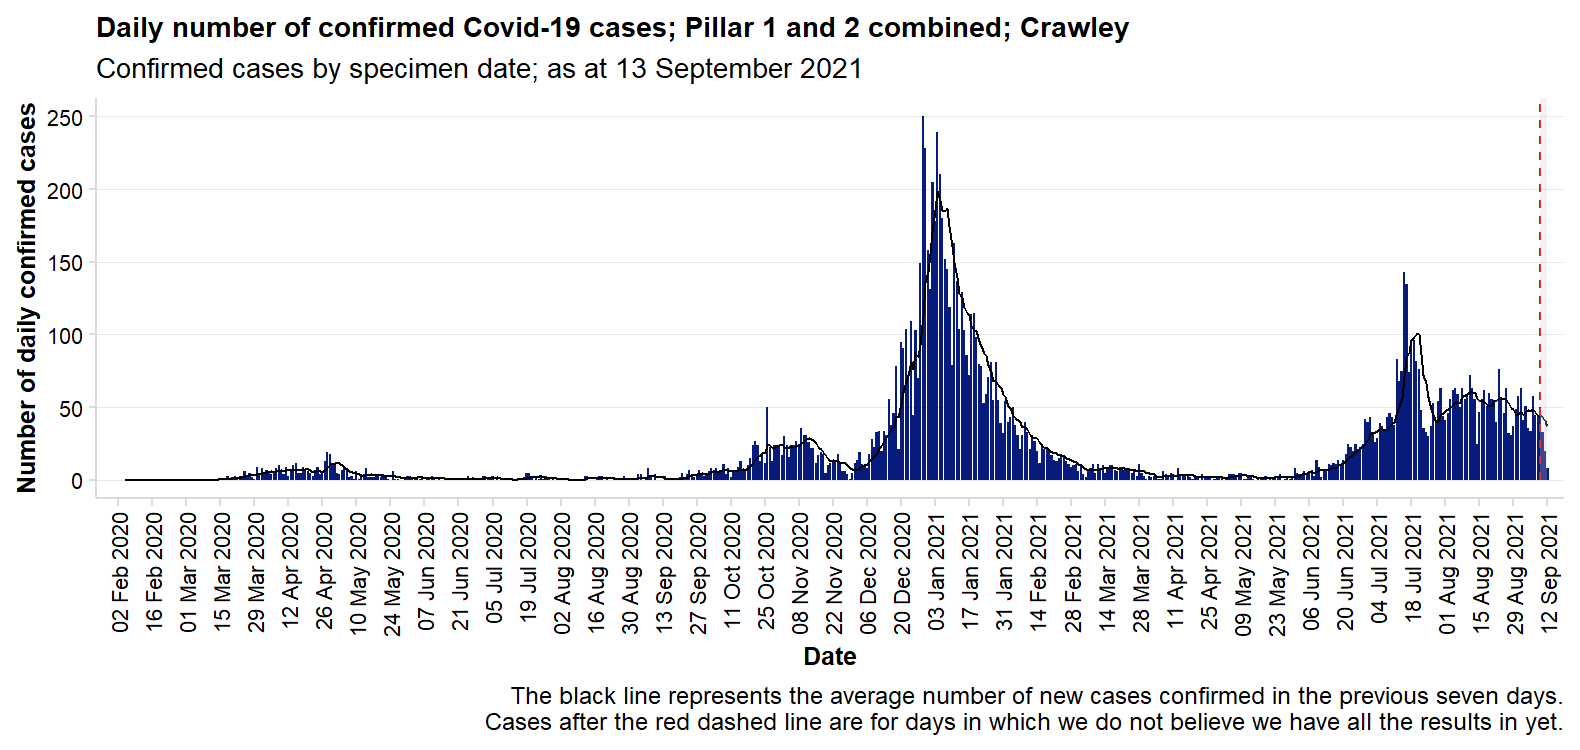 Daily number of confirmed Covid-19 cases; Pillar 1 and 2 combined; Crawley
Confirmed cases by specimen date; as at 13 September 2021
Number of daily confirmed cases
250
200
150
100
50
0
02 Feb 2020
16 Feb 2020
01 Mar 2020
15 Mar 2020
29 Mar 2020
12 Apr 2020
26 Apr 2020
10 May 2020
24 May 2020
07 Jun 2020
21 Jun 2020
05 Jul 2020
19 Jul 2020
02 Aug 2020
16 Aug 2020
30 Aug 2020
13 Sep 2020
27 Sep 2020
11 Oct 2020
25 Oct 2020
08 Nov 2020
22 Nov 2020
06 Dec 2020
20 Dec 2020
03 Jan 2021
17 Jan 2021
31 Jan 2021
14 Feb 2021
28 Feb 2021
14 Mar 2021
28 Mar 2021
11 Apr 2021
25 Apr 2021
09 May 2021
23 May 2021
06 Jun 2021
20 Jun 2021
04 Jul 2021
18 Jul 2021
01 Aug 2021
15 Aug 2021
29 Aug 2021
12 Sep 2021
Date
The black line represents the average number of new cases confirmed in the previous seven days.
Cases after the red dashed line are for days in which we do not believe we have all the results in yet.